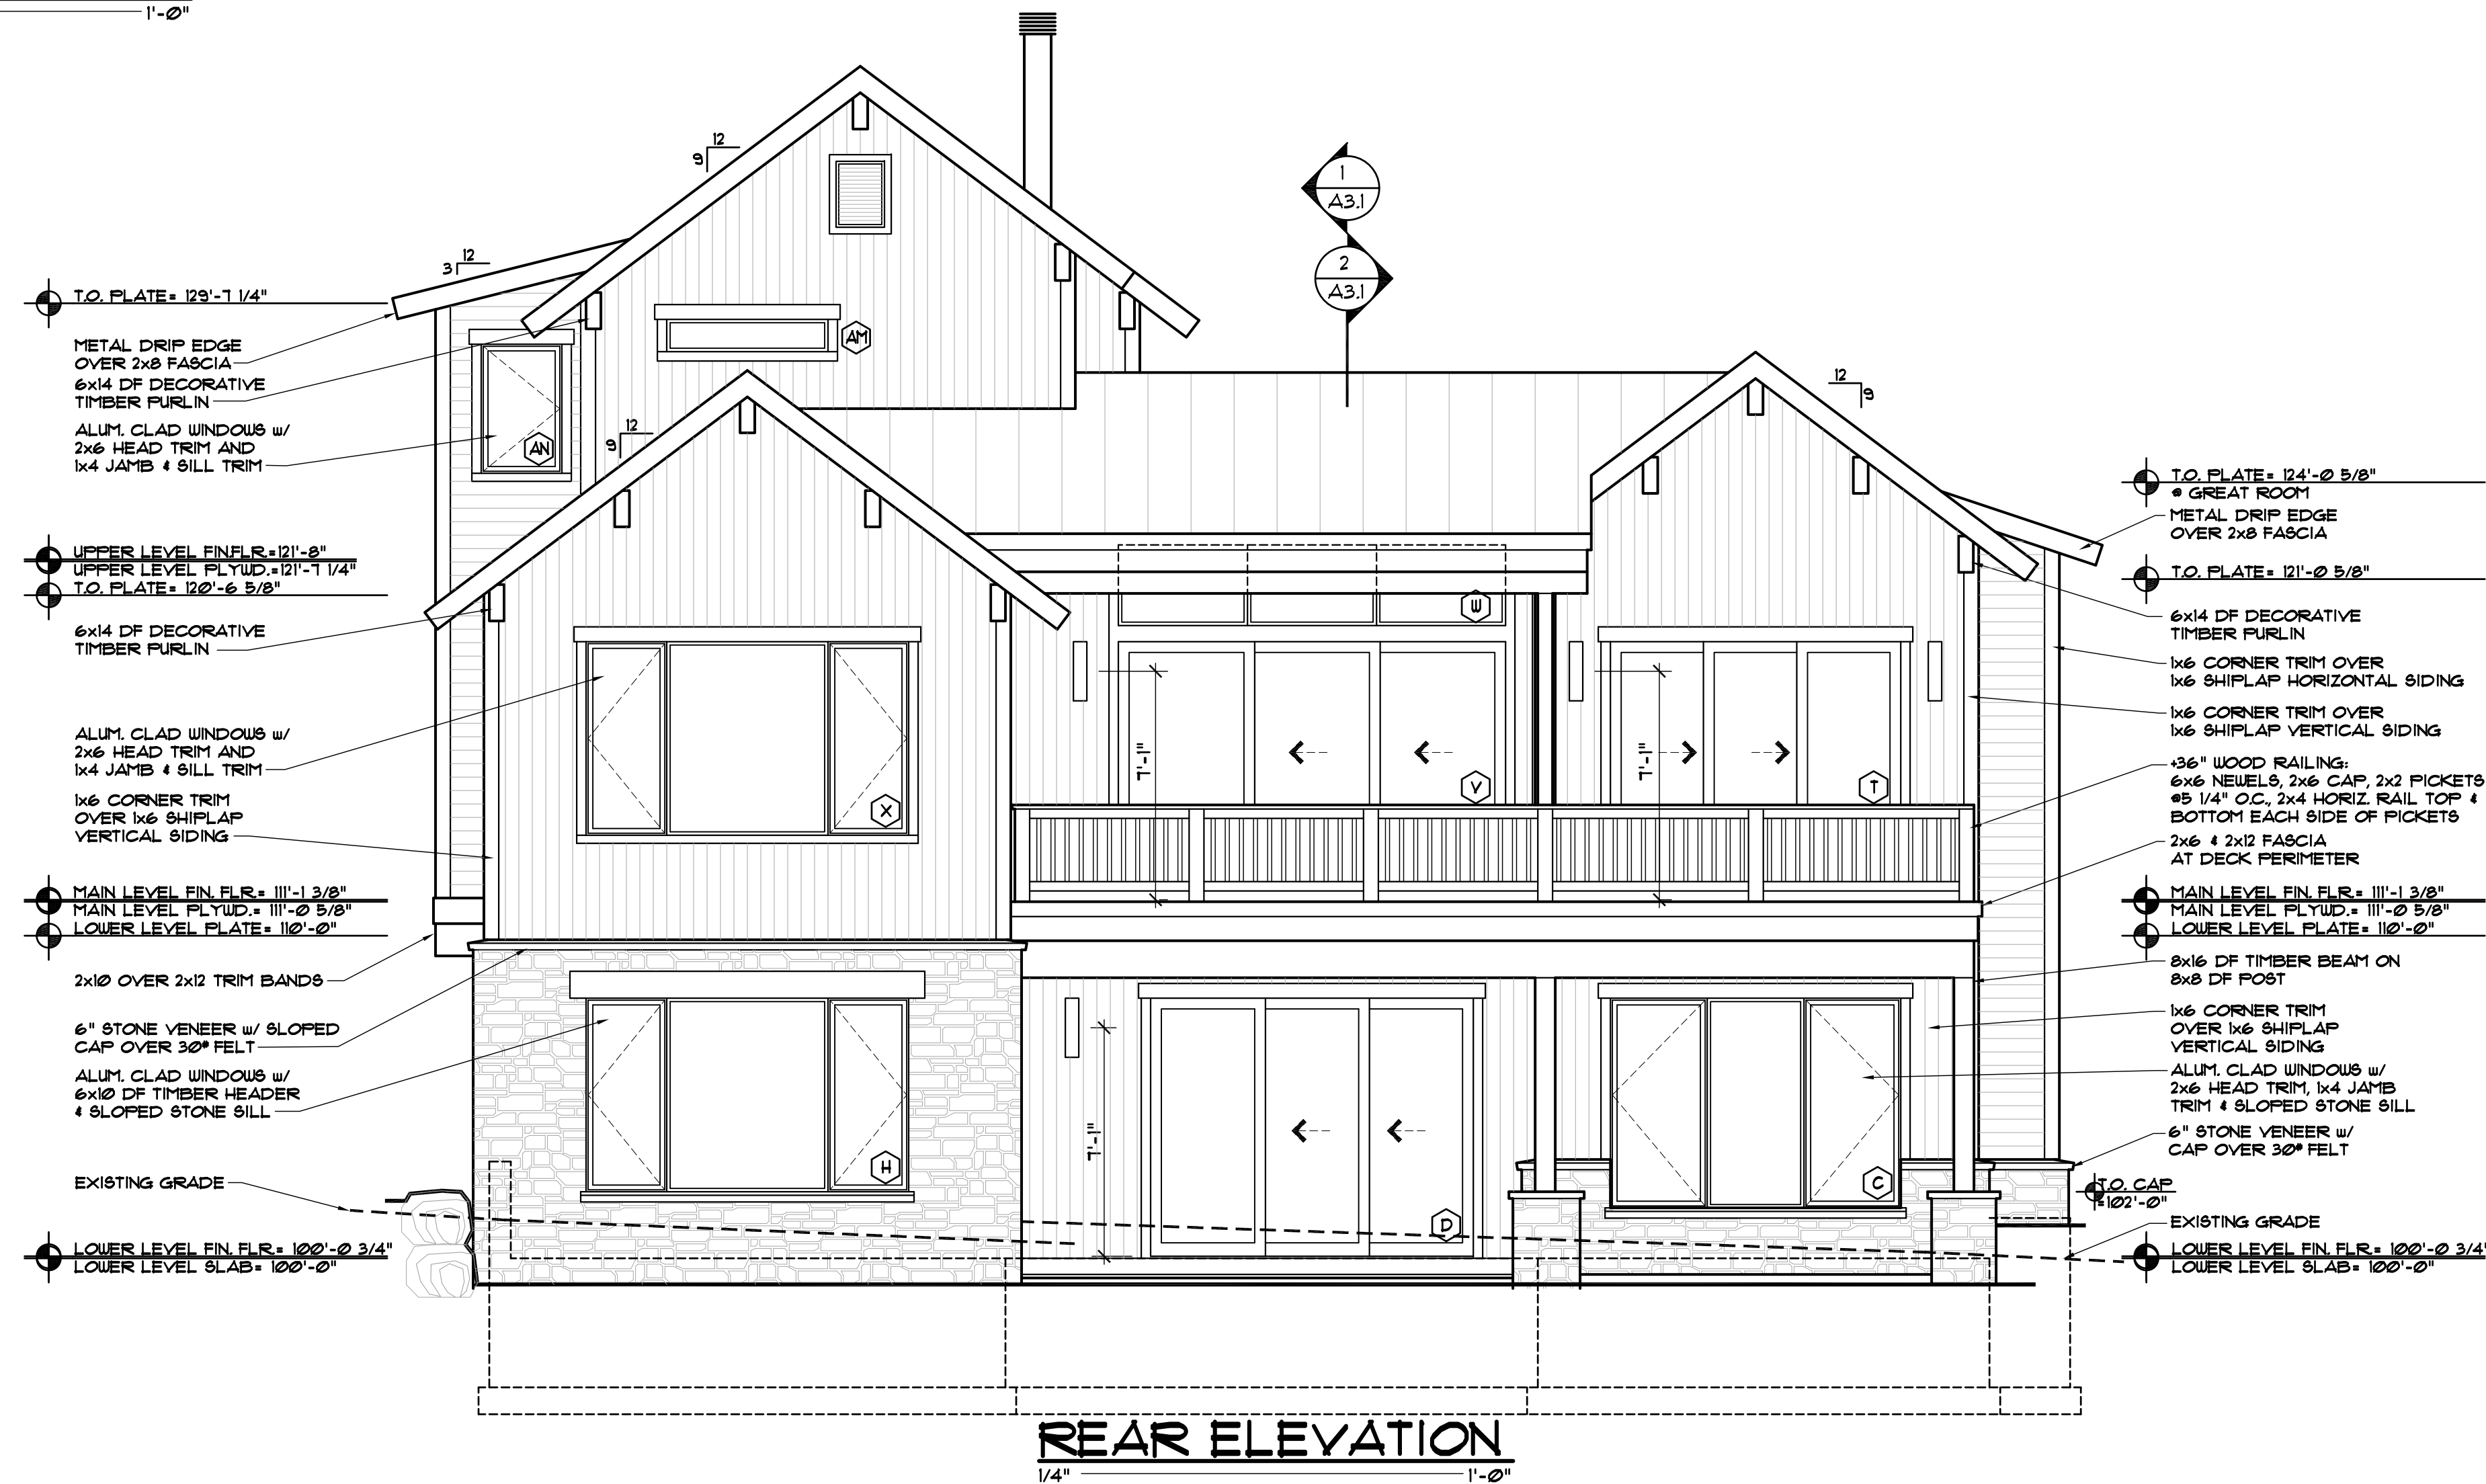 1'-0"
12
9
12
3
12
9
12
9
1
A3.1
2
A3.1
T.O. PLATE= 129'-7 1/4"
METAL DRIP EDGE
OVER 2x8 FASCIA
6x14 DF DECORATIVE
TIMBER PURLIN
ALUM. CLAD WINDOWS w/
2x6 HEAD TRIM AND
1x4 JAMB & SILL TRIM
UPPER LEVEL FIN.FLR.=121'-8"
UPPER LEVEL PLYWD.=121'-7 1/4"
T.O. PLATE= 120'-6 5/8"
6x14 DF DECORATIVE
TIMBER PURLIN
ALUM. CLAD WINDOWS w/
2x6 HEAD TRIM AND
1x4 JAMB & SILL TRIM
1x6 CORNER TRIM
OVER 1x6 SHIPLAP
VERTICAL SIDING
MAIN LEVEL FIN. FLR.= 111'-1 3/8"
MAIN LEVEL PLYWD.= 111'-0 5/8"
LOWER LEVEL PLATE= 110'-0"
2x10 OVER 2x12 TRIM BANDS
6" STONE VENEER w/ SLOPED
CAP OVER 30# FELT
ALUM. CLAD WINDOWS w/
6x10 DF TIMBER HEADER
& SLOPED STONE SILL
EXISTING GRADE
LOWER LEVEL FIN. FLR.= 100'-0 3/4"
LOWER LEVEL SLAB= 100'-0"
AM
AN
W
X
V
T
H
D
C
7'-1"
7'-1"
7'-1"
T.O. PLATE= 124'-0 5/8"
@ GREAT ROOM
METAL DRIP EDGE
OVER 2x8 FASCIA
T.O. PLATE= 121'-0 5/8"
6x14 DF DECORATIVE
TIMBER PURLIN
1x6 CORNER TRIM OVER
1x6 SHIPLAP HORIZONTAL SIDING
1x6 CORNER TRIM OVER
1x6 SHIPLAP VERTICAL SIDING
+36" WOOD RAILING:
6x6 NEWELS, 2x6 CAP, 2x2 PICKETS
@5 1/4" O.C., 2x4 HORIZ. RAIL TOP &
BOTTOM EACH SIDE OF PICKETS
2x6 & 2x12 FASCIA
AT DECK PERIMETER
MAIN LEVEL FIN. FLR.= 111'-1 3/8"
MAIN LEVEL PLYWD.= 111'-0 5/8"
LOWER LEVEL PLATE= 110'-0"
8x16 DF TIMBER BEAM ON
8x8 DF POST
1x6 CORNER TRIM
OVER 1x6 SHIPLAP
VERTICAL SIDING
ALUM. CLAD WINDOWS w/
2x6 HEAD TRIM, 1x4 JAMB
TRIM & SLOPED STONE SILL
6" STONE VENEER w/
CAP OVER 30# FELT
T.O. CAP
=102'-0"
EXISTING GRADE
LOWER LEVEL FIN. FLR.= 100'-0 3/4"
LOWER LEVEL SLAB= 100'-0"
REAR ELEVATION
1/4" 1'-0"